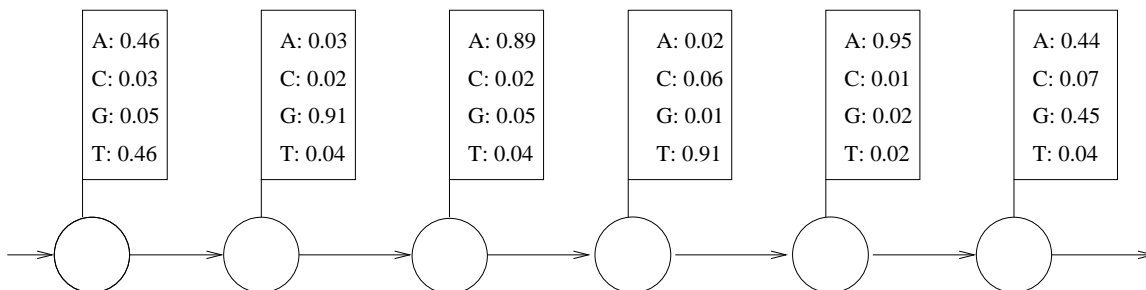 A: 0.46
C: 0.03
G: 0.05
T: 0.46
A: 0.03
C: 0.02
G: 0.91
T: 0.04
A: 0.89
C: 0.02
G: 0.05
T: 0.04
A: 0.02
C: 0.06
G: 0.01
T: 0.91
A: 0.95
C: 0.01
G: 0.02
T: 0.02
A: 0.44
C: 0.07
G: 0.45
T: 0.04